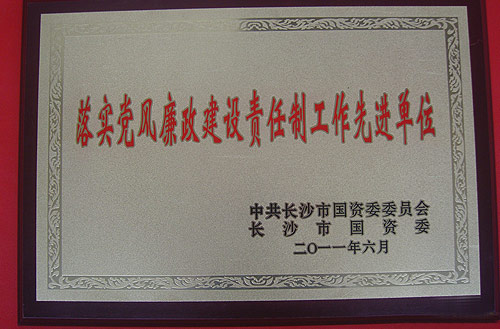 落实党风廉政建设责任制工作先进单位
中共长沙市国资委委员会
长沙市国资委
二〇一一年六月